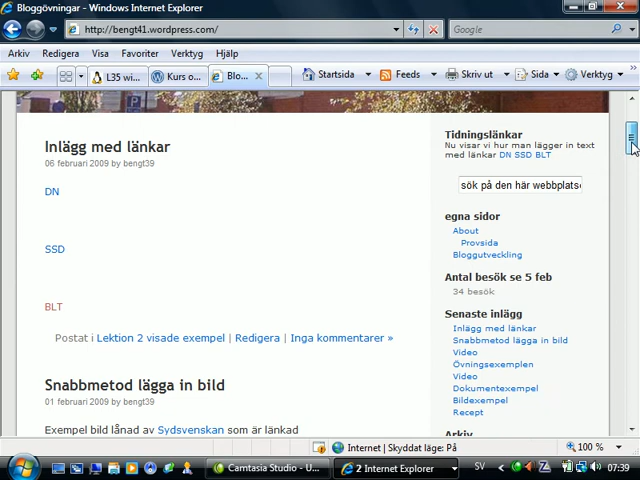 Bloggövningar - Windows Internet Explorer
http://bengt41.wordpress.com/
Google
Arkiv Redigera Visa Favoriter Verktyg Hjälp
L35 wi... Kurs o... Blo... Startsida Feeds Skriv ut Sida Verktyg
Inlägg med länkar
06 februari 2009 by bengt39
DN
SSD
BLT
Postat i Lektion 2 visade exempel | Redigera | Inga kommentarer »
Snabbmetod lägga in bild
01 februari 2009 by bengt39
Exempel bild lånad av Sydsvenskan som är länkad
Tidningslänkar
Nu visar vi hur man lägger in text
med länkar DN SSD BLT
sök på den här webbplats
egna sidor
About
Provsida
Bloggutveckling
Antal besök se 5 feb
34 besök
Senaste inlägg
Inlägg med länkar
Snabbmetod lägga in bild
Video
Övningsexemplen
Video
Dokumentexempel
Bildexempel
Recept
Arkiv
Internet | Skyddat läge: På
100 %
Camtasia Studio - U... 2 Internet Explorer SV 07:39